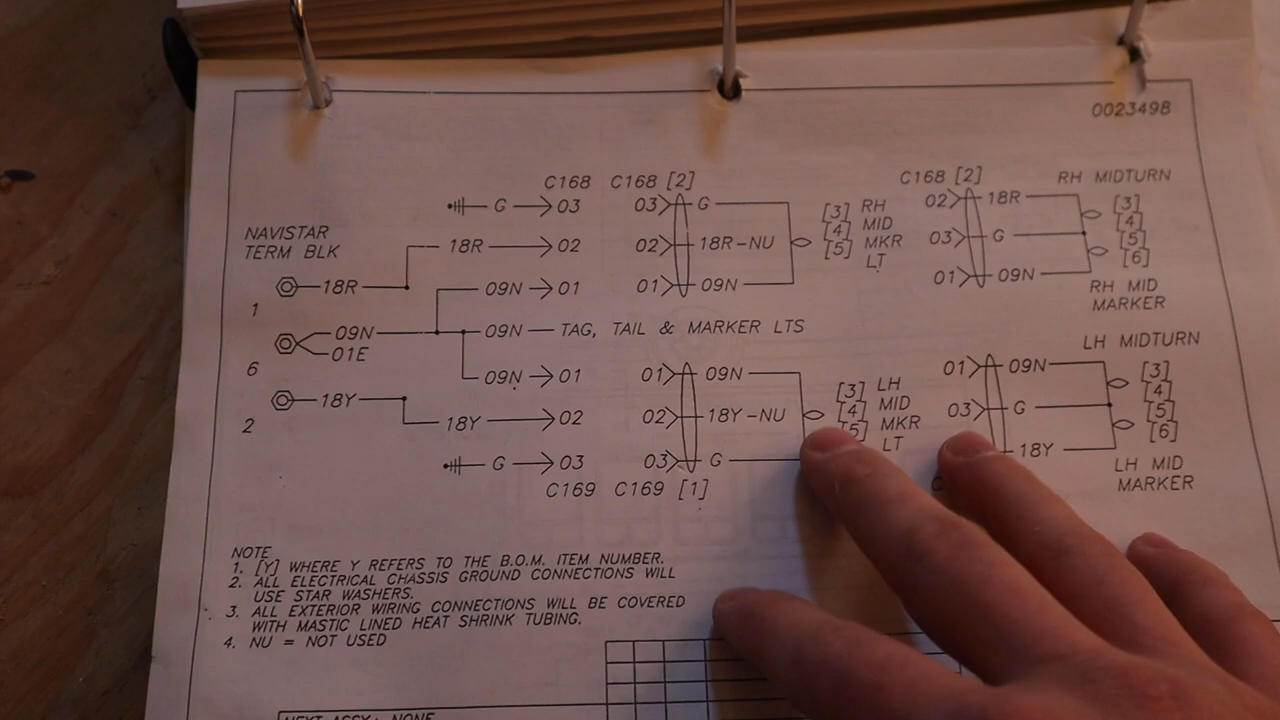 0023498
C168 C168 [2]
C168 [2] RH MIDTURN
G 03
03 G
[3] RH
[4] MID
[5] MKR
LT
02 18R
[3]
[4]
[5]
[6]
NAVISTAR
TERM BLK
18R 02
02 18R-NU
03 G
18R
09N 01
01 09N
01 09N
RH MID
MARKER
1
09N
01E
09N TAG, TAIL & MARKER LTS
LH MIDTURN
6
09N 01
01 09N
[3] LH
[4] MID
[5] MKR
LT
01 09N
[3]
[4]
[5]
[6]
18Y
2
18Y 02
02 18Y-NU
03 G
G 03
03 G
18Y
LH MID
MARKER
C169 C169 [1]
NOTE
1. [Y] WHERE Y REFERS TO THE B.O.M. ITEM NUMBER.
2. ALL ELECTRICAL CHASSIS GROUND CONNECTIONS WILL
USE STAR WASHERS.
3. ALL EXTERIOR WIRING CONNECTIONS WILL BE COVERED
WITH MASTIC LINED HEAT SHRINK TUBING.
4. NU = NOT USED
NEXT ASSY: NONE